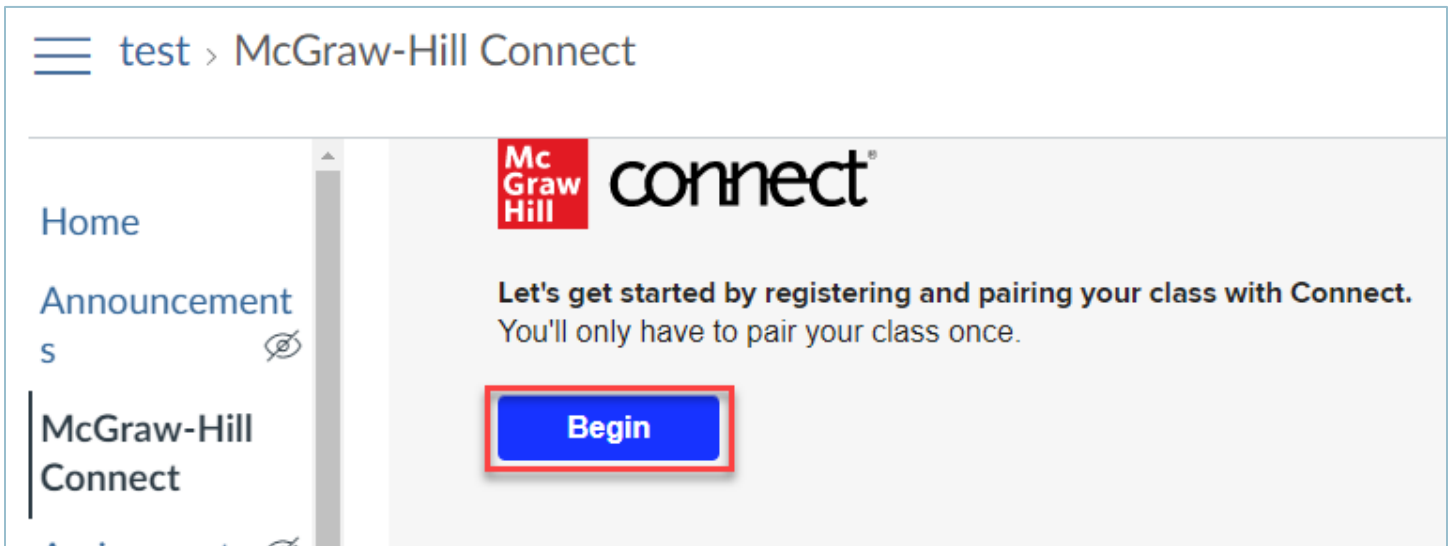 test > McGraw-Hill Connect
Home
Announcement
s
McGraw-Hill
Connect
Mc
Graw
Hill
connect®
Let's get started by registering and pairing your class with Connect.
You'll only have to pair your class once.
Begin